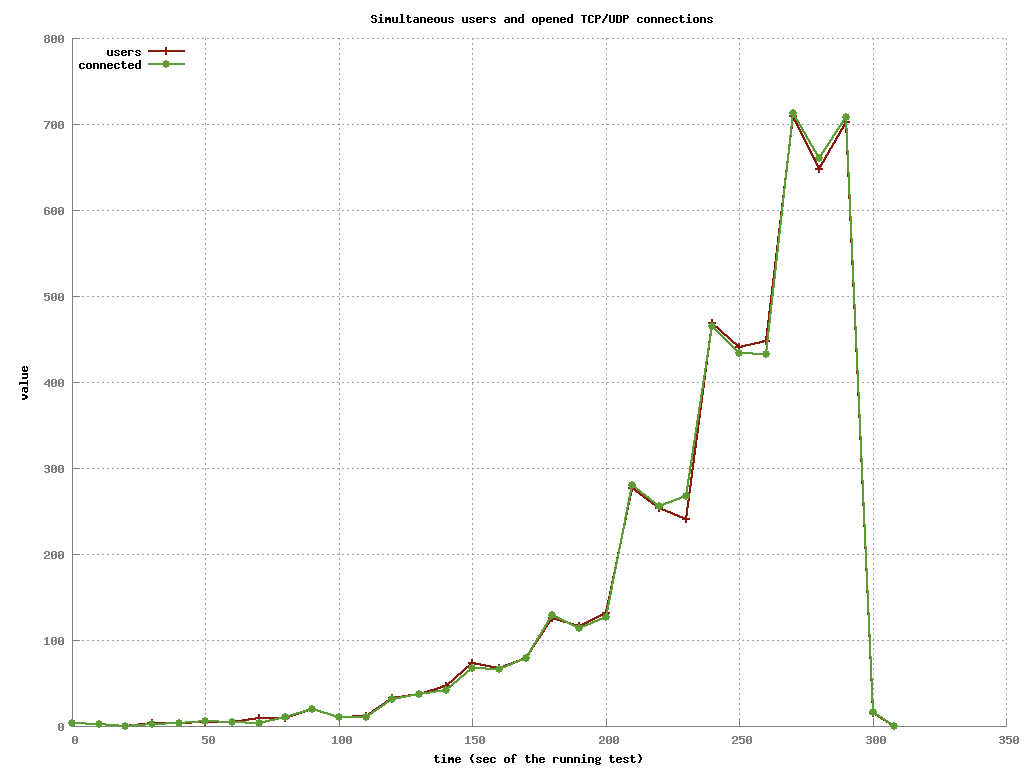 Simultaneous users and opened TCP/UDP connections
800
users
connected
700
600
500
400
value
300
200
100
0
0 50 100 150 200 250 300 350
time (sec of the running test)